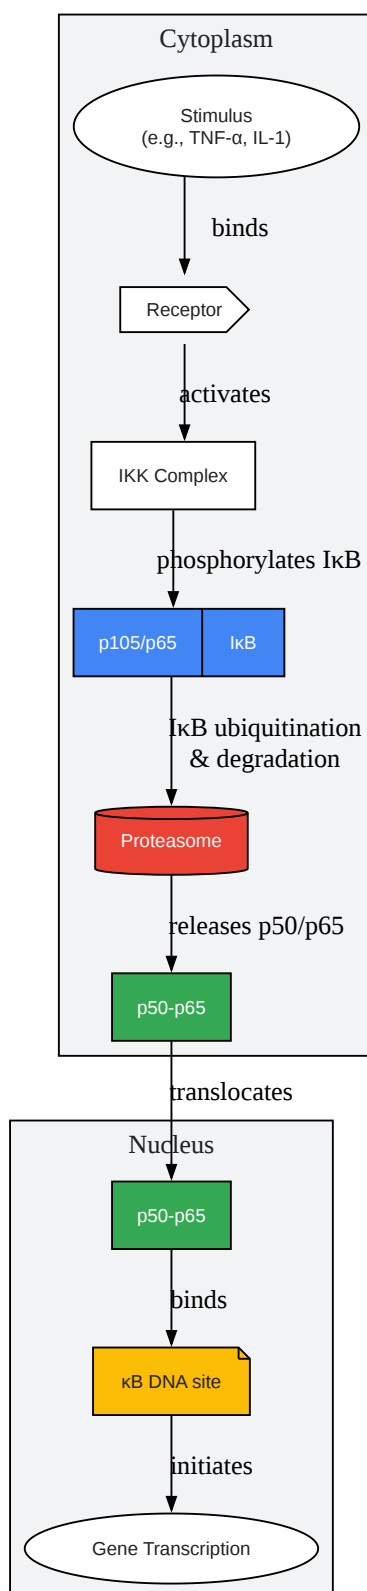 Cytoplasm
Stimulus
(e.g., TNF-α, IL-1)
binds
Receptor
activates
IKK Complex
phosphorylates IκB
p105/p65
IκB
IκB ubiquitination
& degradation
Proteasome
releases p50/p65
p50-p65
translocates
Nucleus
p50-p65
binds
κB DNA site
initiates
Gene Transcription